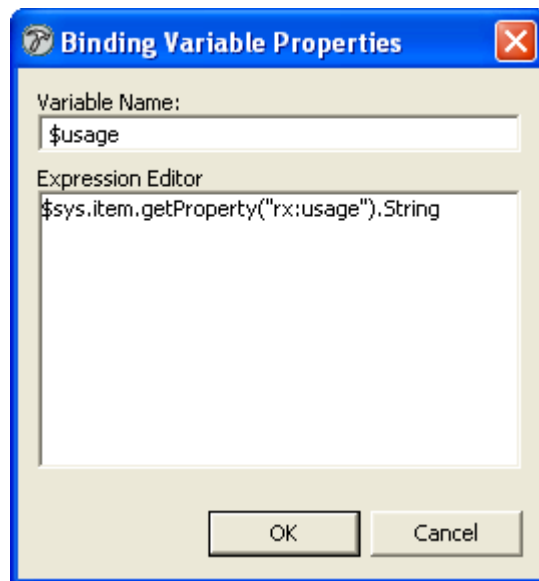 Binding Variable Properties
Variable Name:
$usage
Expression Editor
$sys.item.getProperty("rx:usage").String
OK Cancel